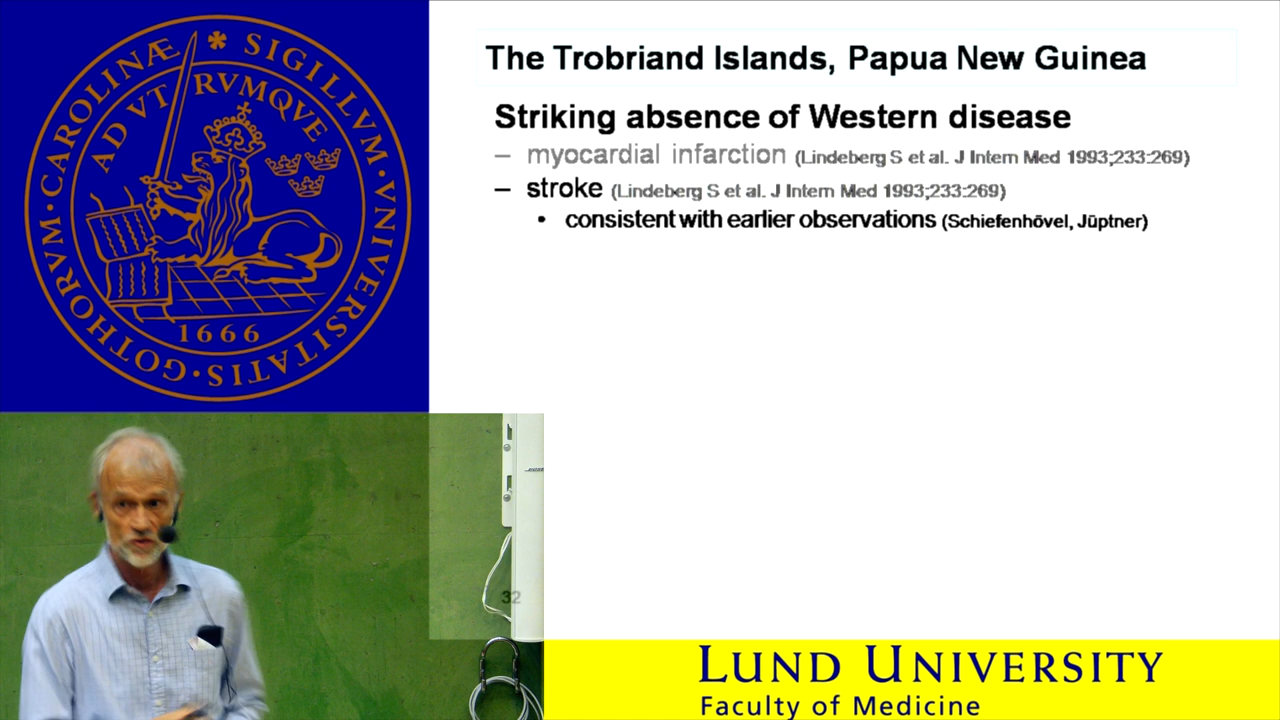 SIGILLVM·VNIVERSITATIS·GOTHORVM·CAROLINÆ
AD VTRVMQVE
1666
The Trobriand Islands, Papua New Guinea
Striking absence of Western disease
– myocardial infarction (Lindeberg S et al. J Intern Med 1993;233:269)
– stroke (Lindeberg S et al. J Intern Med 1993;233:269)
• consistent with earlier observations (Schiefenhövel, Jüptner)
32
LUND UNIVERSITY
Faculty of Medicine